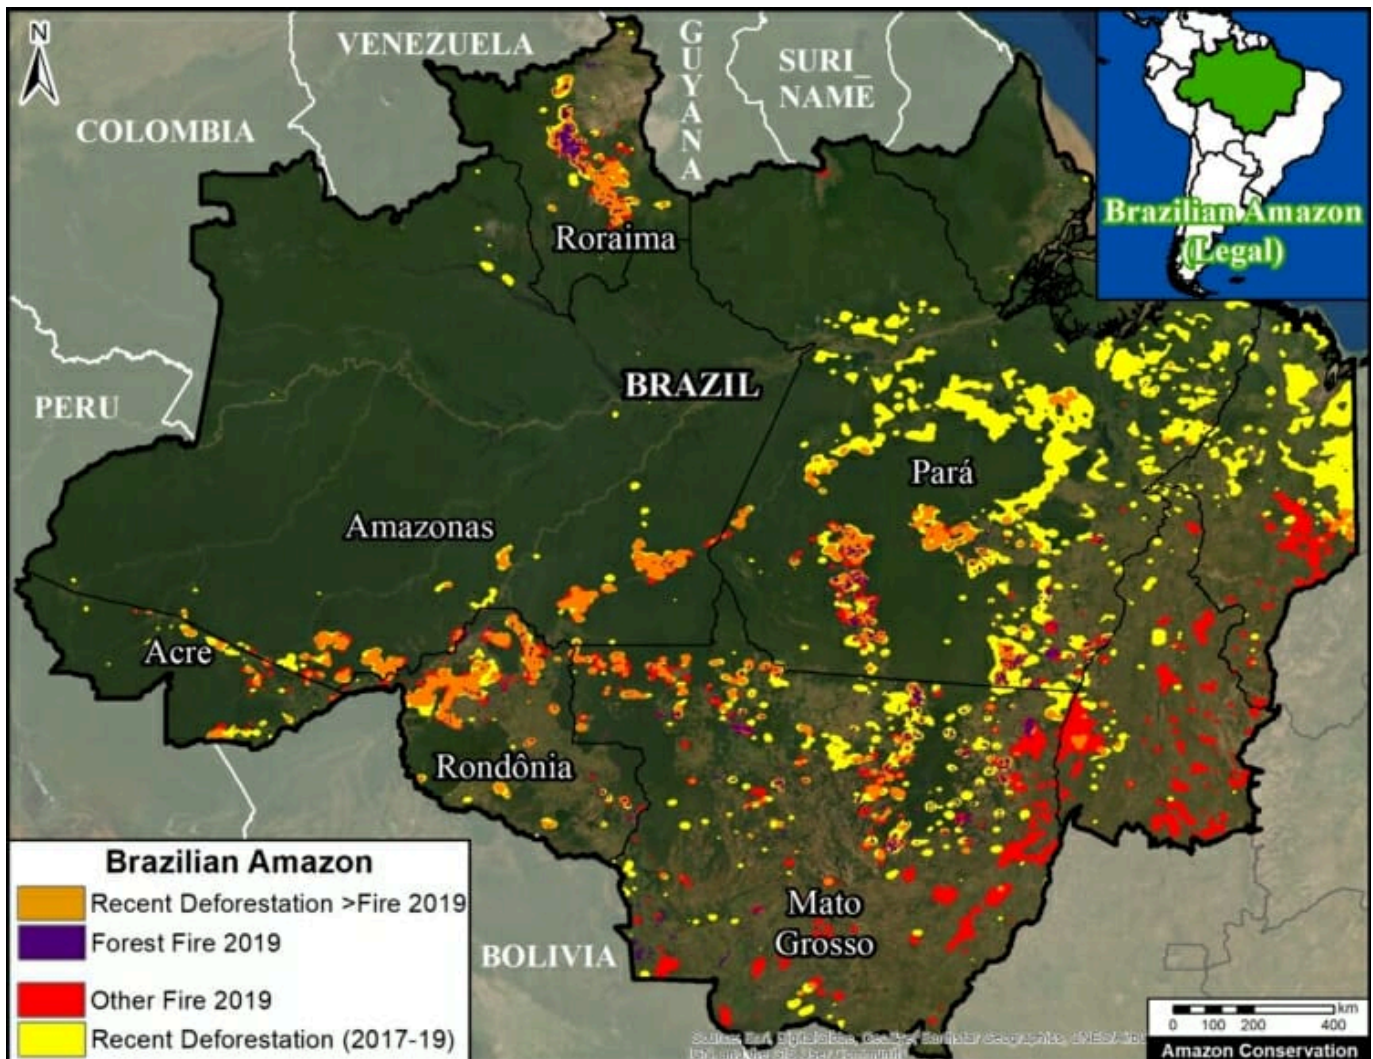 N
VENEZUELA
GUYANA
SURI_
NAME
COLOMBIA
Brazilian Amazon
(Legal)
Roraima
BRAZIL
PERU
Pará
Amazonas
Acre
Rondônia
Mato
Grosso
BOLIVIA
Brazilian Amazon
Recent Deforestation >Fire 2019
Forest Fire 2019
Other Fire 2019
Recent Deforestation (2017-19)
km
0 100 200 400
Amazon Conservation